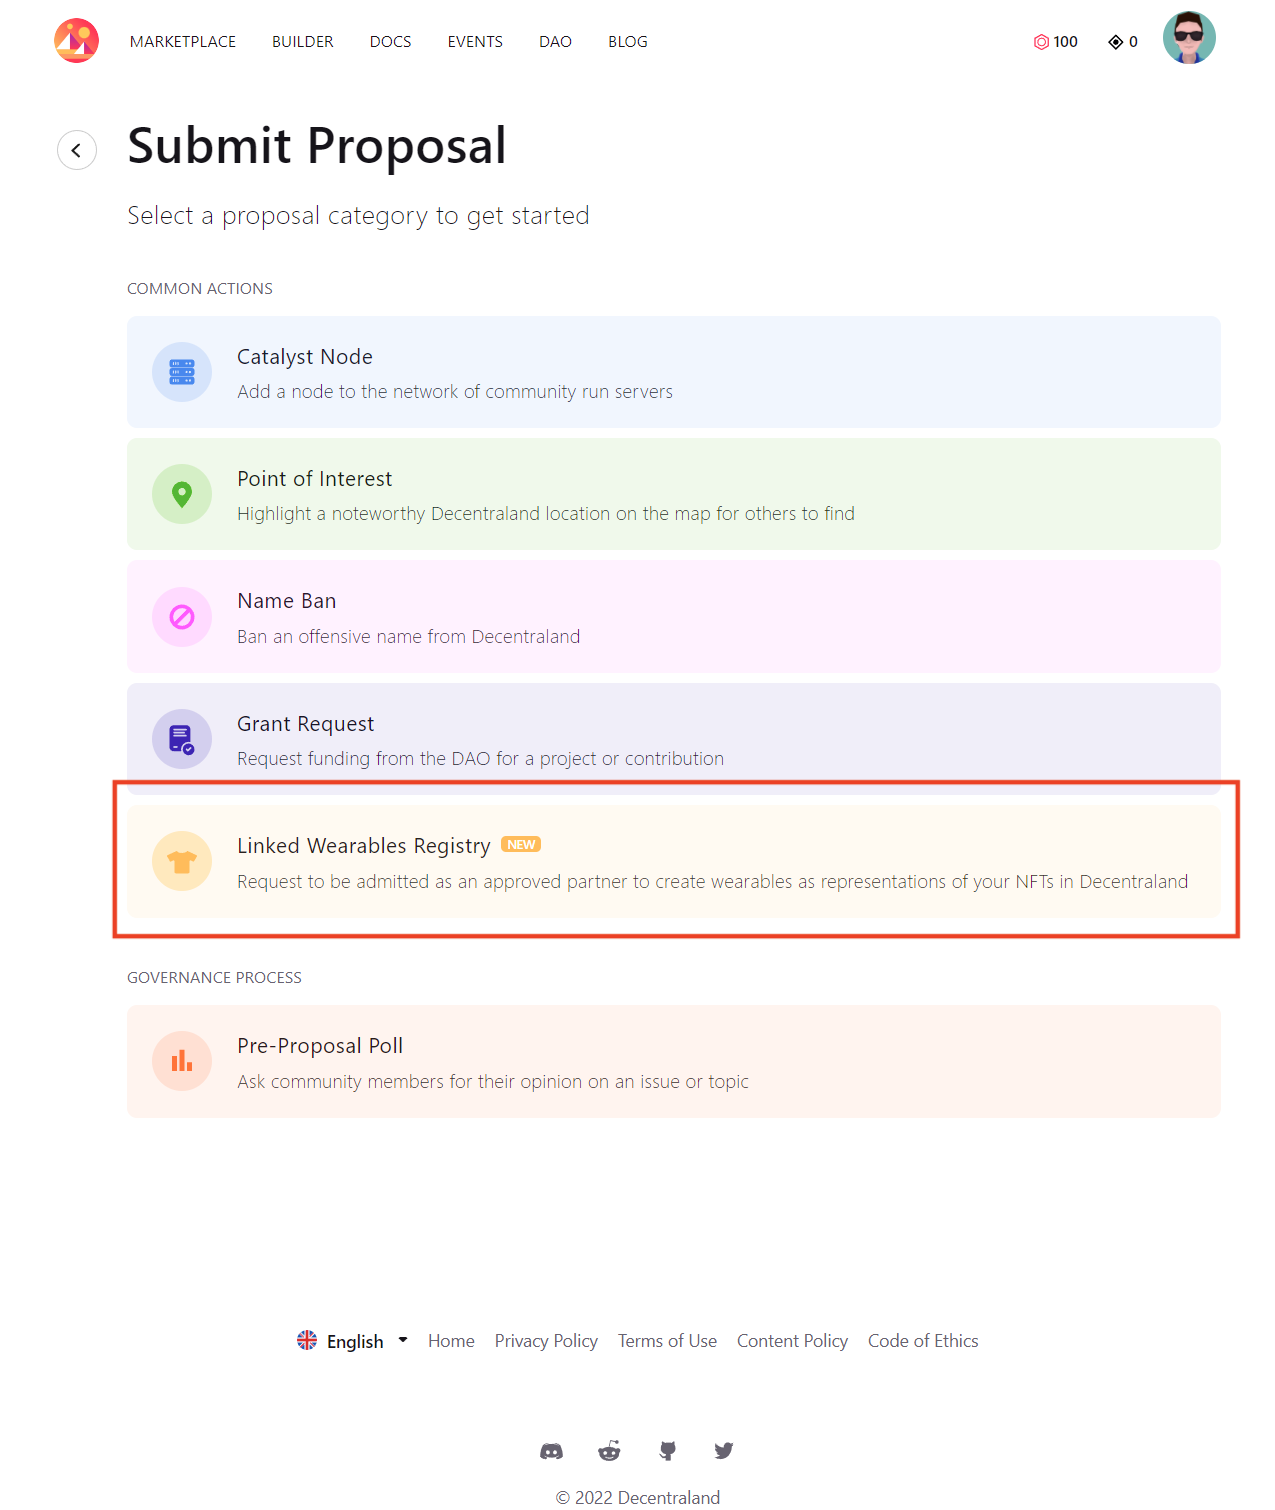 MARKETPLACE BUILDER DOCS EVENTS DAO BLOG 100 0
Submit Proposal
Select a proposal category to get started
COMMON ACTIONS
Catalyst Node
Add a node to the network of community run servers
Point of Interest
Highlight a noteworthy Decentraland location on the map for others to find
Name Ban
Ban an offensive name from Decentraland
Grant Request
Request funding from the DAO for a project or contribution
Linked Wearables Registry NEW
Request to be admitted as an approved partner to create wearables as representations of your NFTs in Decentraland
GOVERNANCE PROCESS
Pre-Proposal Poll
Ask community members for their opinion on an issue or topic
English Home Privacy Policy Terms of Use Content Policy Code of Ethics
© 2022 Decentraland